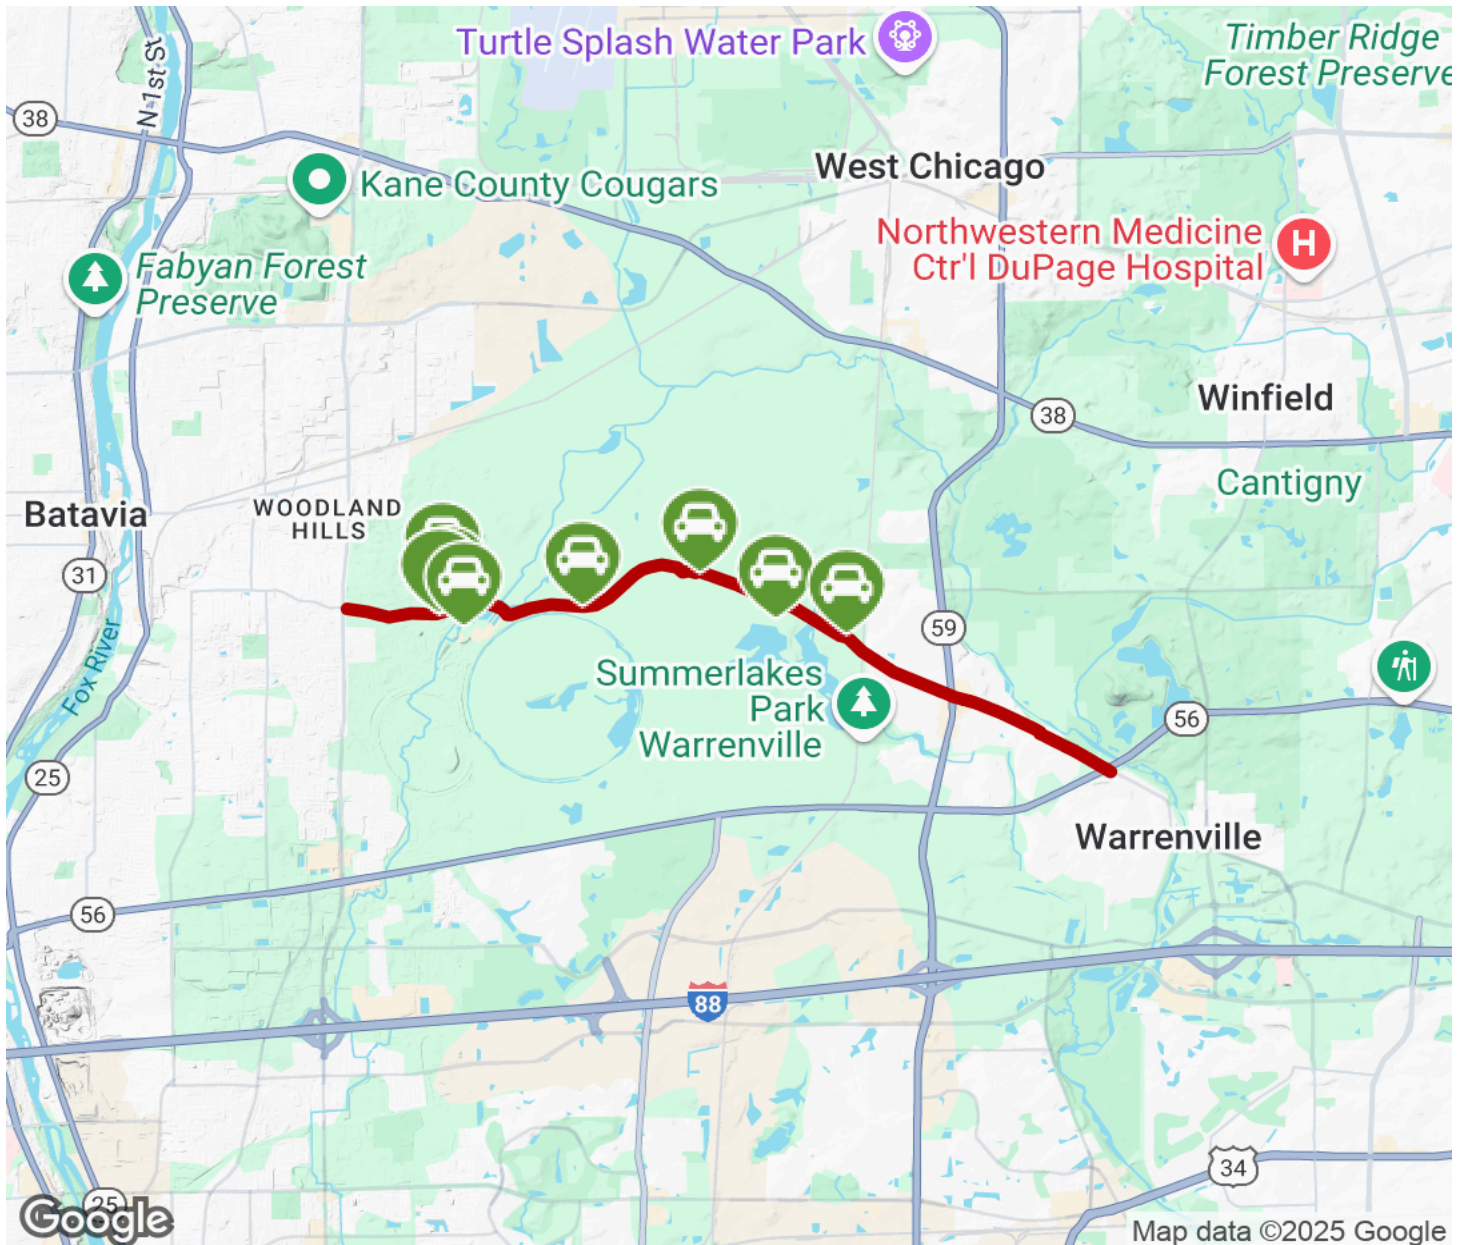 Turtle Splash Water Park
Timber Ridge
Forest Preserve
N 1st St
38
West Chicago
Kane County Cougars
Northwestern Medicine
Ctr'l DuPage Hospital
H
Fabyan Forest
Preserve
Winfield
38
Cantigny
Batavia
WOODLAND
HILLS
31
59
Fox River
Summerlakes
Park
Warrenville
56
25
Warrenville
56
88
34
25
Google
Map data ©2025 Google